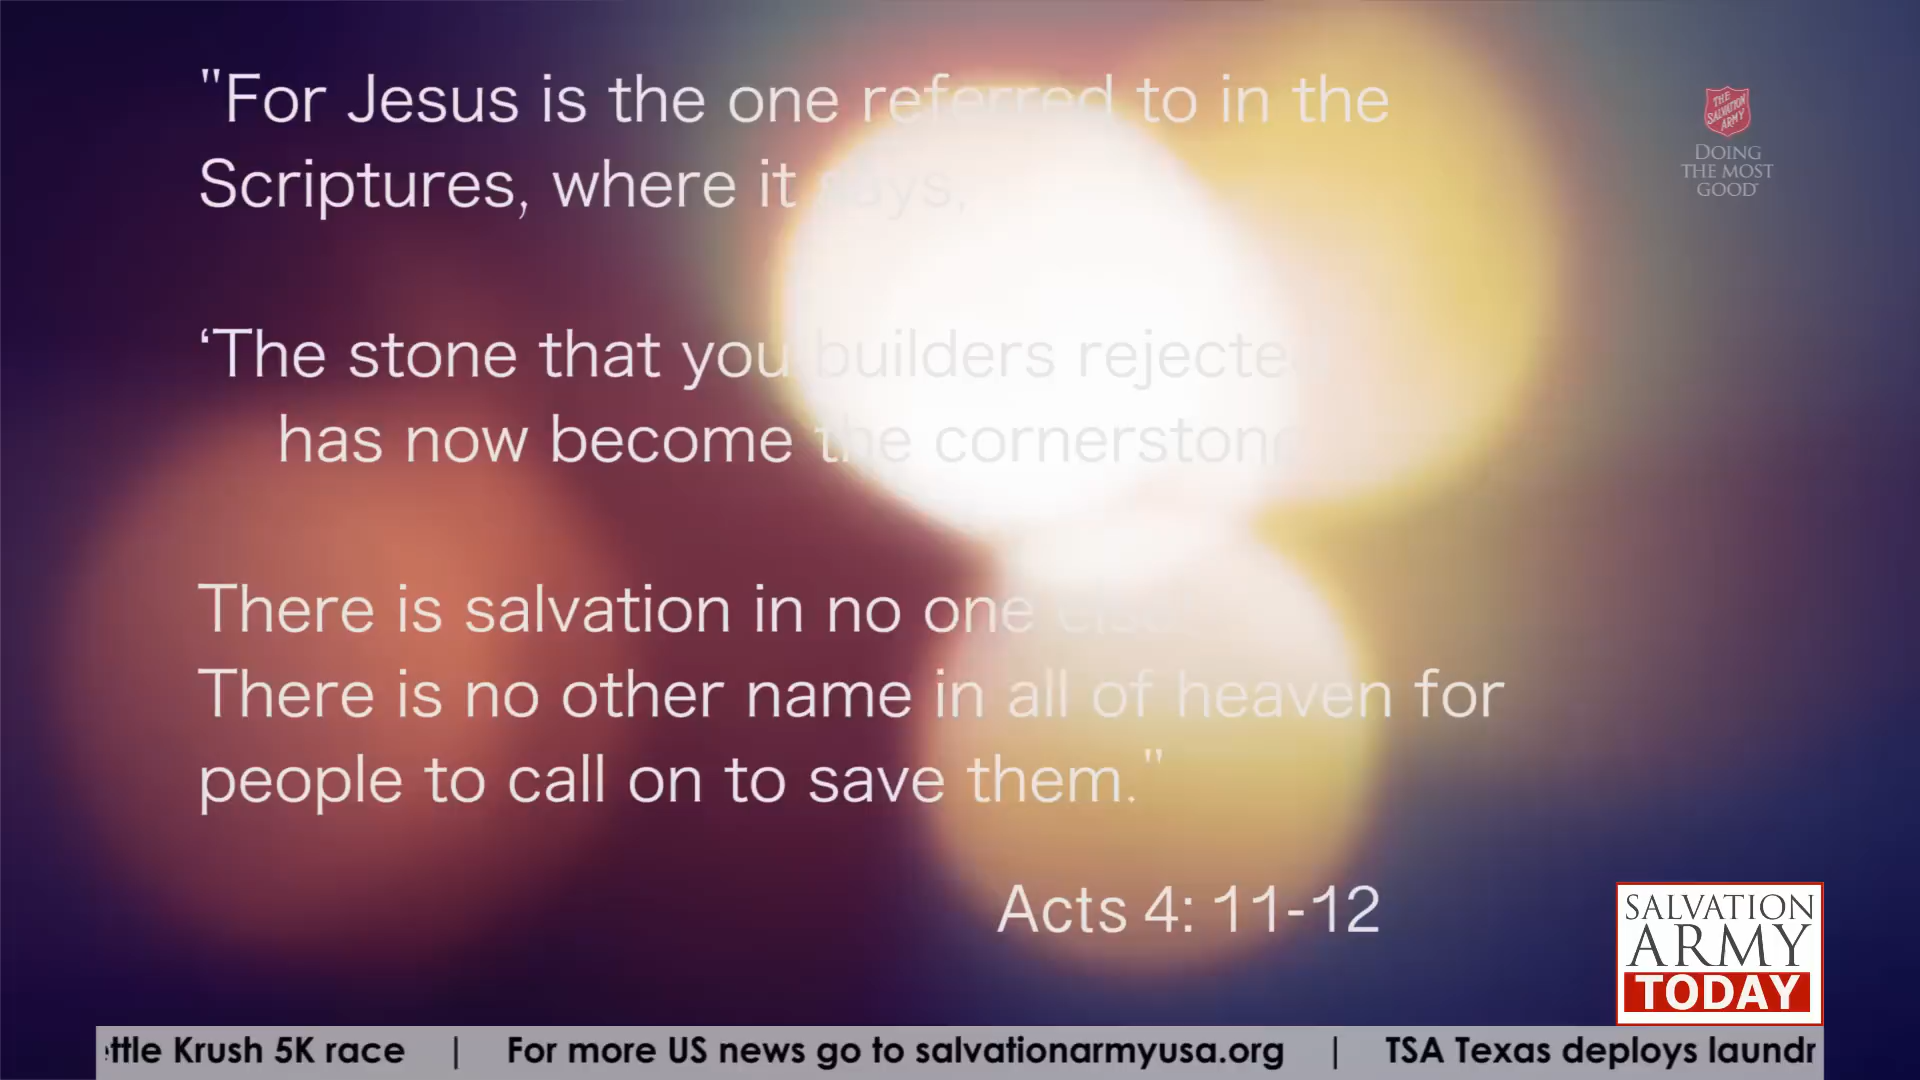 "For Jesus is the one referred to in the
Scriptures, where it says,
‘The stone that you builders rejected
has now become the cornerstone
There is salvation in no one else
There is no other name in all of heaven for
people to call on to save them."
Acts 4: 11-12
THE
SALVATION
ARMY
DOING
THE MOST
GOOD
SALVATION
ARMY
TODAY
Krush 5K race | For more US news go to salvationarmyusa.org | TSA Texas deploys